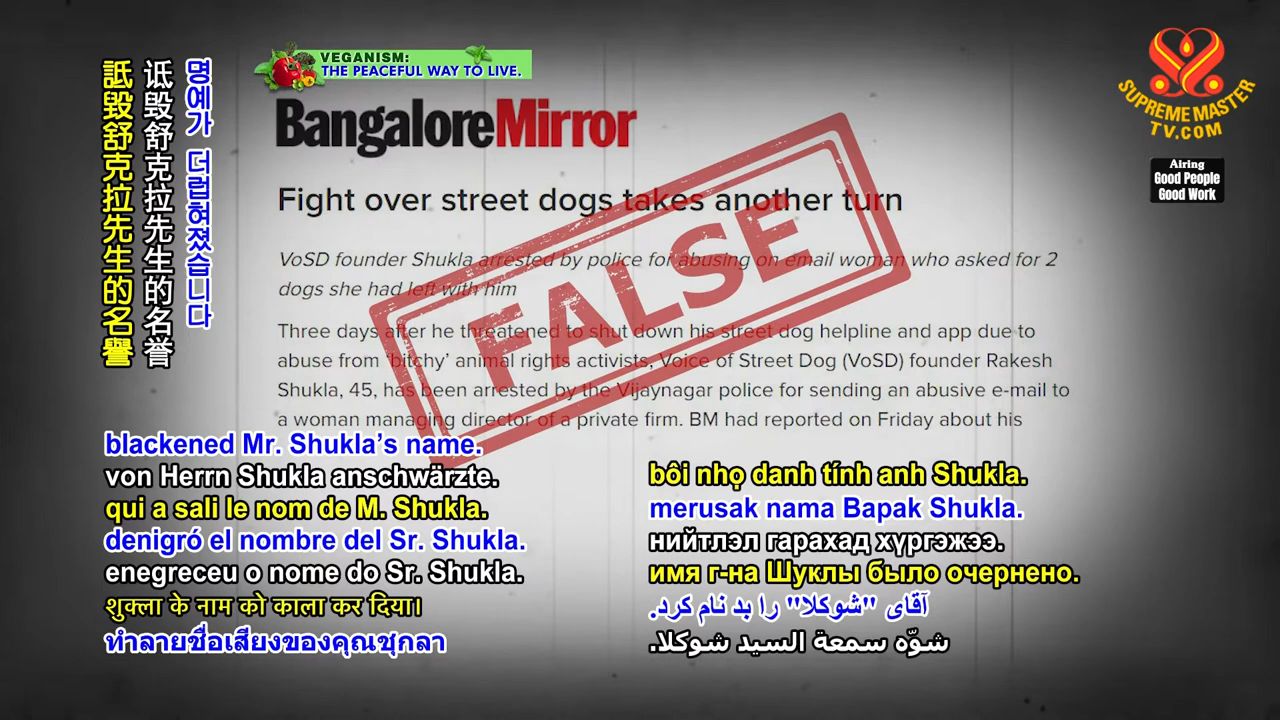 VEGANISM:
THE PEACEFUL WAY TO LIVE.
SUPREME MASTER
TV.COM
Airing
Good People
Good Work
詆毀舒克拉先生的名譽
诋毁舒克拉先生的名誉
명예가 더럽혀졌습니다
BangaloreMirror
Fight over street dogs takes another turn
VoSD founder Shukla arrested by police for abusing on email woman who asked for 2
dogs she had left with him
Three days after he threatened to shut down his street dog helpline and app due to
abuse from 'bitchy' animal rights activists, Voice of Street Dog (VoSD) founder Rakesh
Shukla, 45, has been arrested by the Vijaynagar police for sending an abusive e-mail to
a woman managing director of a private firm. BM had reported on Friday about his
FALSE
blackened Mr. Shukla's name.
von Herrn Shukla anschwärzte.
qui a sali le nom de M. Shukla.
denigró el nombre del Sr. Shukla.
enegreceu o nome do Sr. Shukla.
शुक्ला के नाम को काला कर दिया।
ทำลายชื่อเสียงของคุณชุกลา
bôi nhọ danh tính anh Shukla.
merusak nama Bapak Shukla.
нийтлэл гарахад хүргэжээ.
имя г-на Шуклы было очернено.
آقای "شوکلا" را بد نام کرد.
شوّه سمعة السيد شوكلا.